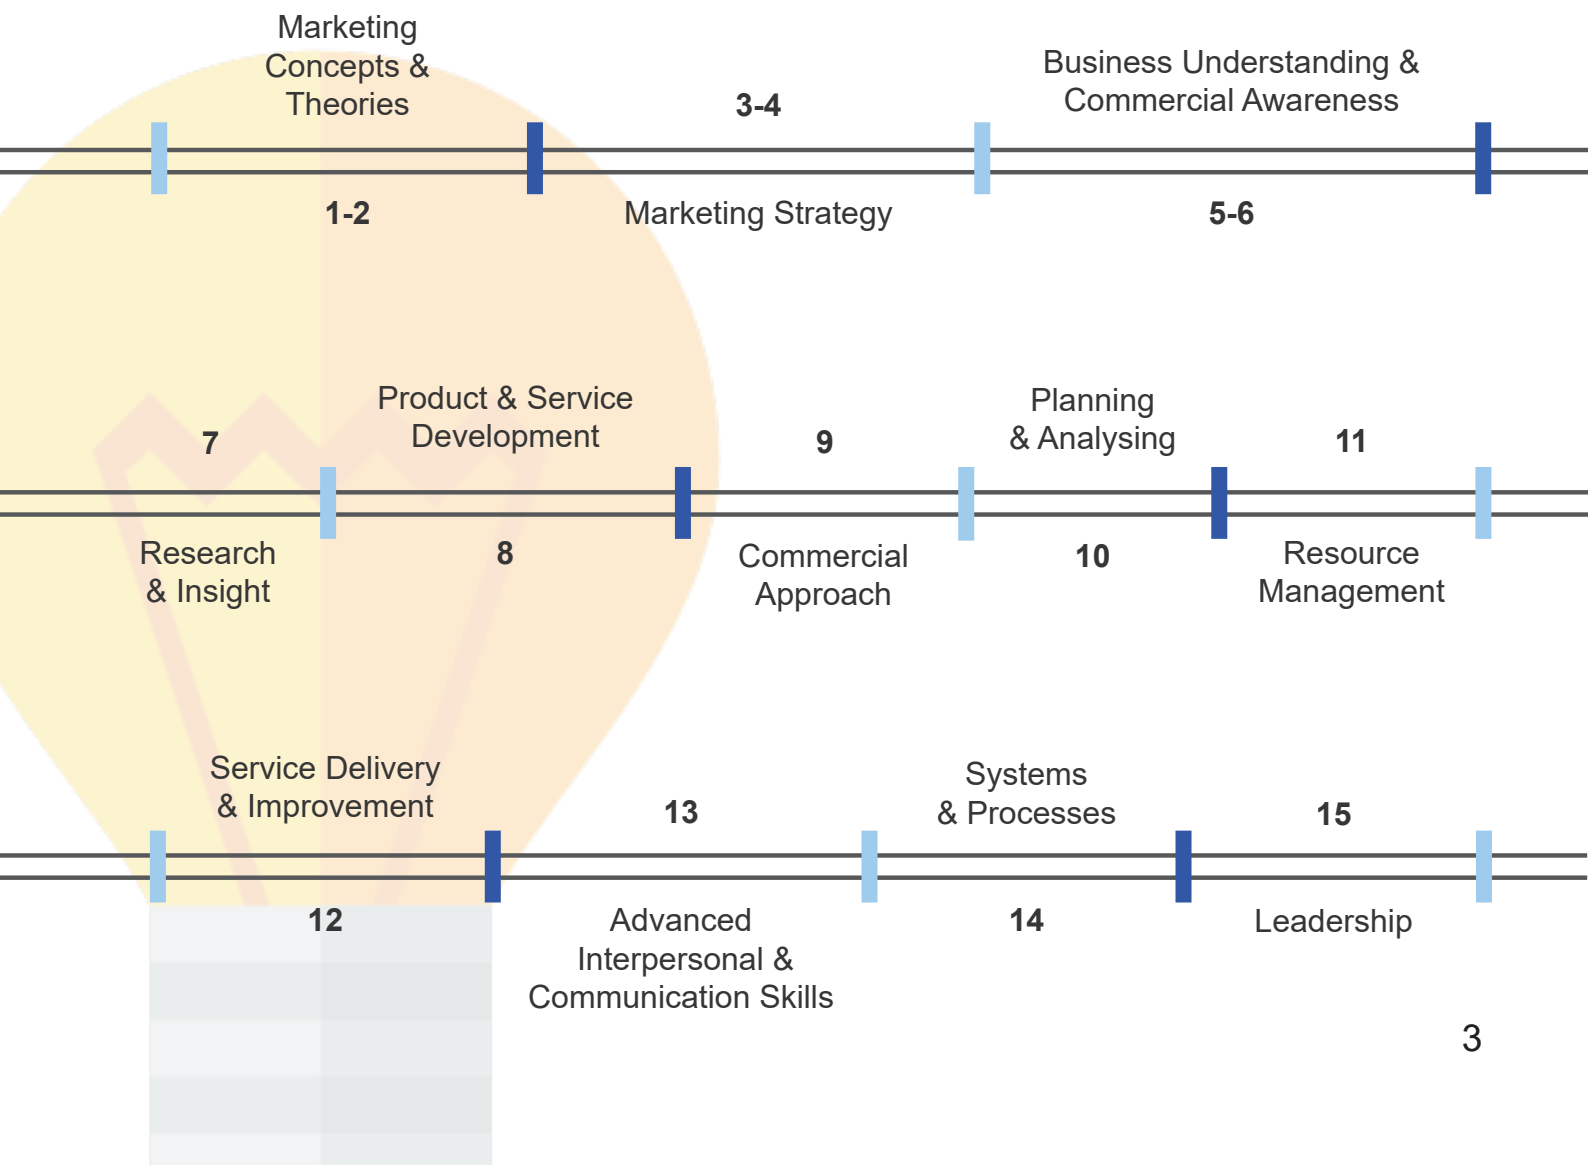 Marketing
Concepts &
Theories
1-2
3-4
Marketing Strategy
Business Understanding &
Commercial Awareness
5-6
7
Research
& Insight
Product & Service
Development
8
9
Commercial
Approach
Planning
& Analysing
10
11
Resource
Management
Service Delivery
& Improvement
12
13
Advanced
Interpersonal &
Communication Skills
Systems
& Processes
14
15
Leadership
3